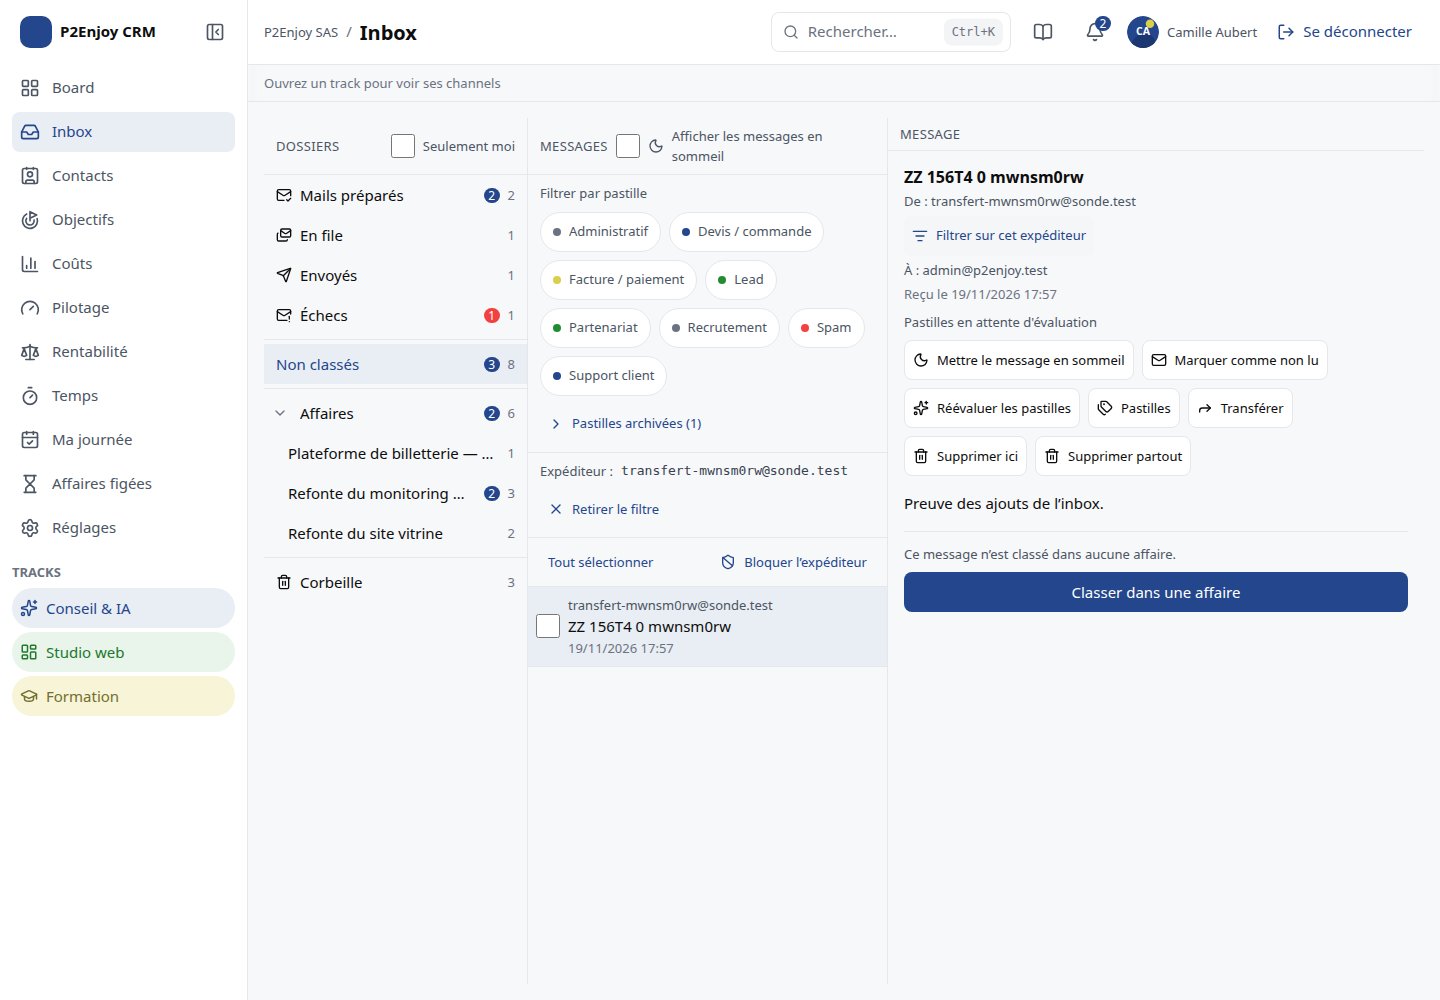 P2Enjoy CRM
Board
Inbox
Contacts
Objectifs
Coûts
Pilotage
Rentabilité
Temps
Ma journée
Affaires figées
Réglages
TRACKS
Conseil & IA
Studio web
Formation
P2Enjoy SAS / Inbox
Rechercher...
Ctrl+K
2
CA
Camille Aubert
Se déconnecter
Ouvrez un track pour voir ses channels
DOSSIERS
Seulement moi
Mails préparés 2 2
En file 1
Envoyés 1
Échecs 1 1
Non classés 3 8
Affaires 2 6
Plateforme de billetterie — ... 1
Refonte du monitoring ... 2 3
Refonte du site vitrine 2
Corbeille 3
MESSAGES
Afficher les messages en
sommeil
Filtrer par pastille
Administratif
Devis / commande
Facture / paiement
Lead
Partenariat
Recrutement
Spam
Support client
Pastilles archivées (1)
Expéditeur : transfert-mwnsm0rw@sonde.test
Retirer le filtre
Tout sélectionner
Bloquer l’expéditeur
transfert-mwnsm0rw@sonde.test
ZZ 156T4 0 mwnsm0rw
19/11/2026 17:57
MESSAGE
ZZ 156T4 0 mwnsm0rw
De : transfert-mwnsm0rw@sonde.test
Filtrer sur cet expéditeur
À : admin@p2enjoy.test
Reçu le 19/11/2026 17:57
Pastilles en attente d'évaluation
Mettre le message en sommeil
Marquer comme non lu
Réévaluer les pastilles
Pastilles
Transférer
Supprimer ici
Supprimer partout
Preuve des ajouts de l’inbox.
Ce message n’est classé dans aucune affaire.
Classer dans une affaire